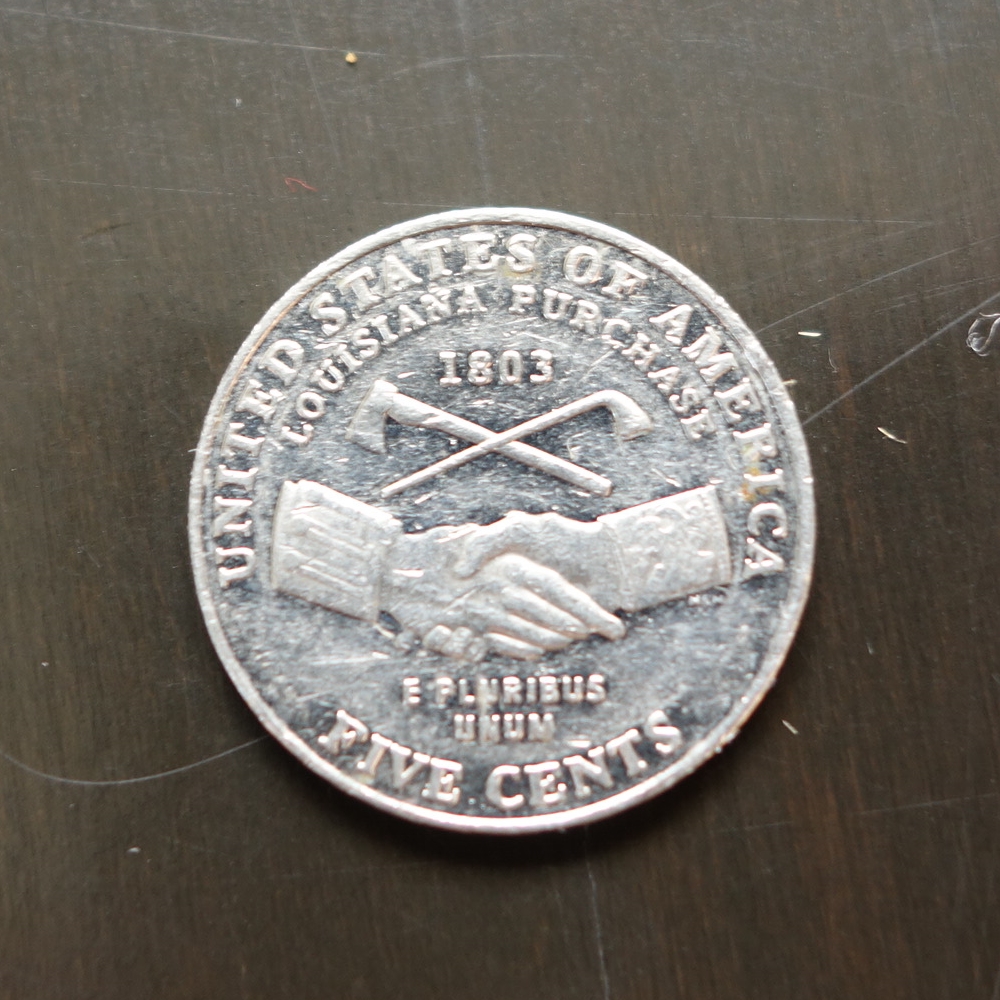 UNITED STATES OF AMERICA
LOUISIANA PURCHASE
1803
E PLURIBUS
UNUM
FIVE CENTS